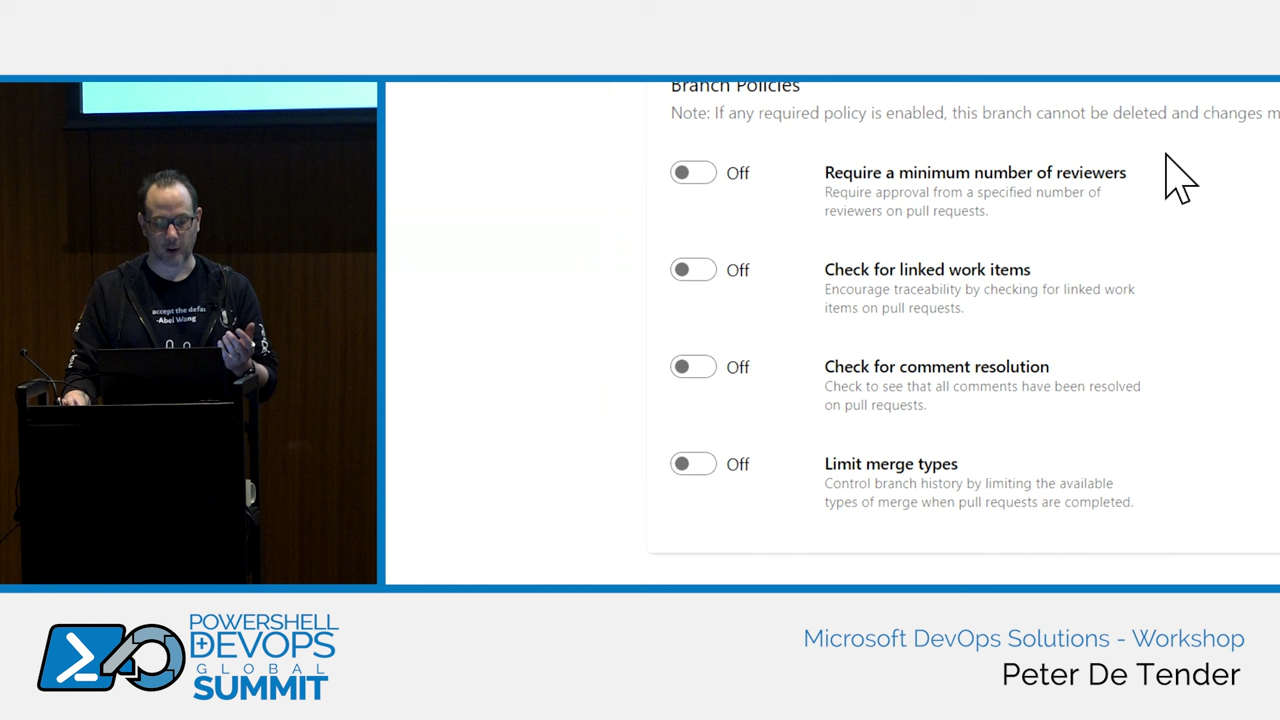 Branch Policies
Note: If any required policy is enabled, this branch cannot be deleted and changes m
Off
Require a minimum number of reviewers
Require approval from a specified number of
reviewers on pull requests.
Off
Check for linked work items
Encourage traceability by checking for linked work
items on pull requests.
Off
Check for comment resolution
Check to see that all comments have been resolved
on pull requests.
Off
Limit merge types
Control branch history by limiting the available
types of merge when pull requests are completed.
accept the defa
-Abel Wang
POWERSHELL
DEVOPS
GLOBAL
SUMMIT
Microsoft DevOps Solutions - Workshop
Peter De Tender